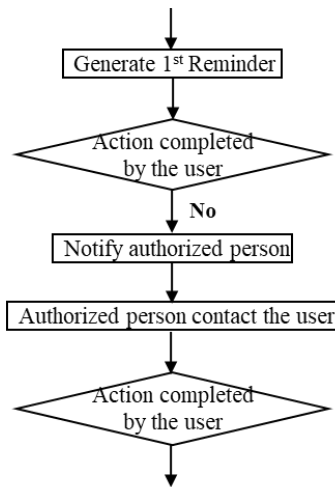 Generate 1st Reminder
Action completed
by the user
No
Notify authorized person
Authorized person contact the user
Action completed
by the user